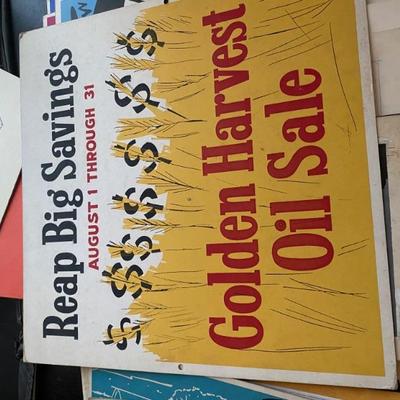 Reap Big Savings
AUGUST 1 THROUGH 31
Golden Harvest
Oil Sale